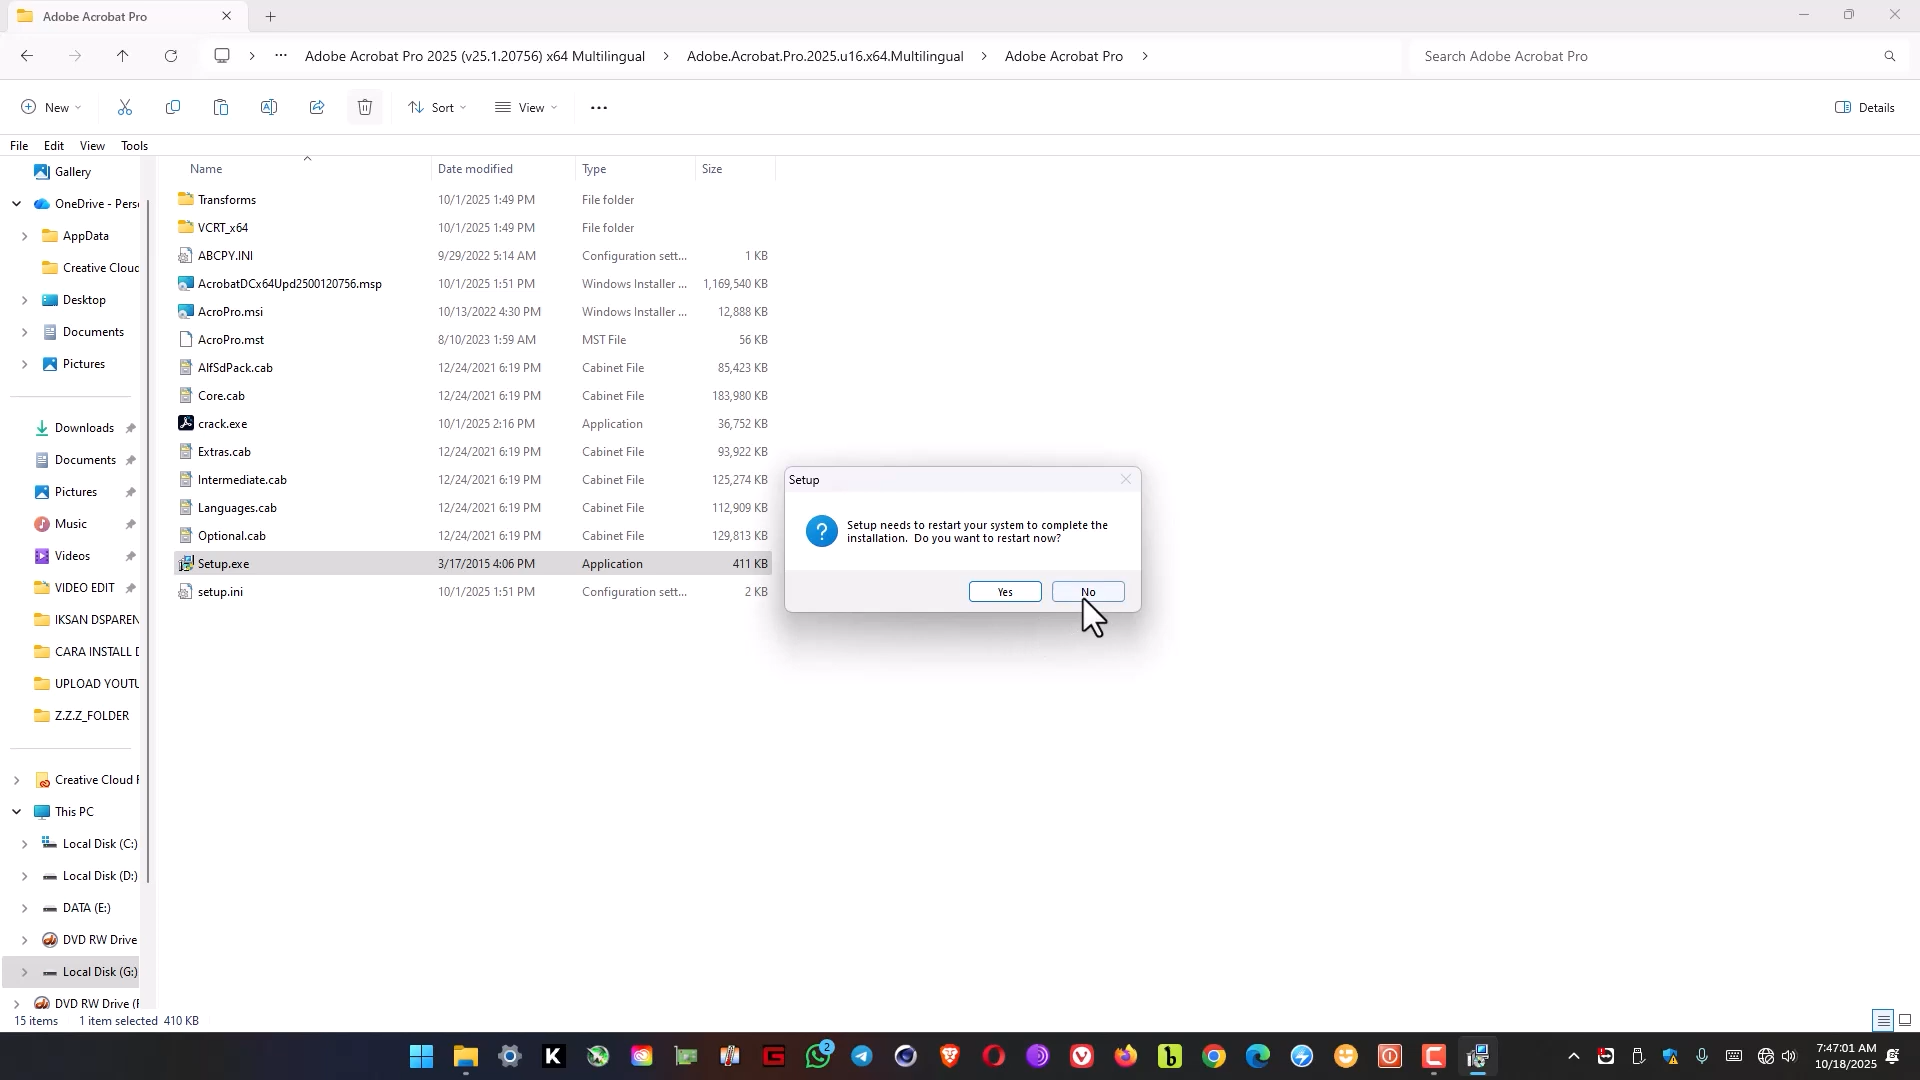 Adobe Acrobat Pro
Adobe Acrobat Pro 2025 (v25.1.20756) x64 Multilingual > Adobe.Acrobat.Pro.2025.u16.x64.Multilingual > Adobe Acrobat Pro >
Search Adobe Acrobat Pro
New
Sort
View
Details
File Edit View Tools
Name Date modified Type Size
Transforms 10/1/2025 1:49 PM File folder
VCRT_x64 10/1/2025 1:49 PM File folder
ABCPY.INI 9/29/2022 5:14 AM Configuration sett... 1 KB
AcrobatDCx64Upd2500120756.msp 10/1/2025 1:51 PM Windows Installer ... 1,169,540 KB
AcroPro.msi 10/13/2022 4:30 PM Windows Installer ... 12,888 KB
AcroPro.mst 8/10/2023 1:59 AM MST File 56 KB
AlfSdPack.cab 12/24/2021 6:19 PM Cabinet File 85,423 KB
Core.cab 12/24/2021 6:19 PM Cabinet File 183,980 KB
crack.exe 10/1/2025 2:16 PM Application 36,752 KB
Extras.cab 12/24/2021 6:19 PM Cabinet File 93,922 KB
Intermediate.cab 12/24/2021 6:19 PM Cabinet File 125,274 KB
Languages.cab 12/24/2021 6:19 PM Cabinet File 112,909 KB
Optional.cab 12/24/2021 6:19 PM Cabinet File 129,813 KB
Setup.exe 3/17/2015 4:06 PM Application 411 KB
setup.ini 10/1/2025 1:51 PM Configuration sett... 2 KB
Gallery
OneDrive - Pers
AppData
Creative Cloud
Desktop
Documents
Pictures
Downloads
Documents
Pictures
Music
Videos
VIDEO EDIT
IKSAN DSPAREN
CARA INSTALL D
UPLOAD YOUTU
Z.Z.Z_FOLDER
Creative Cloud F
This PC
Local Disk (C:)
Local Disk (D:)
DATA (E:)
DVD RW Drive
Local Disk (G:)
DVD RW Drive (F
Setup
Setup needs to restart your system to complete the
installation. Do you want to restart now?
Yes
No
15 items 1 item selected 410 KB
2
7:47:01 AM
10/18/2025